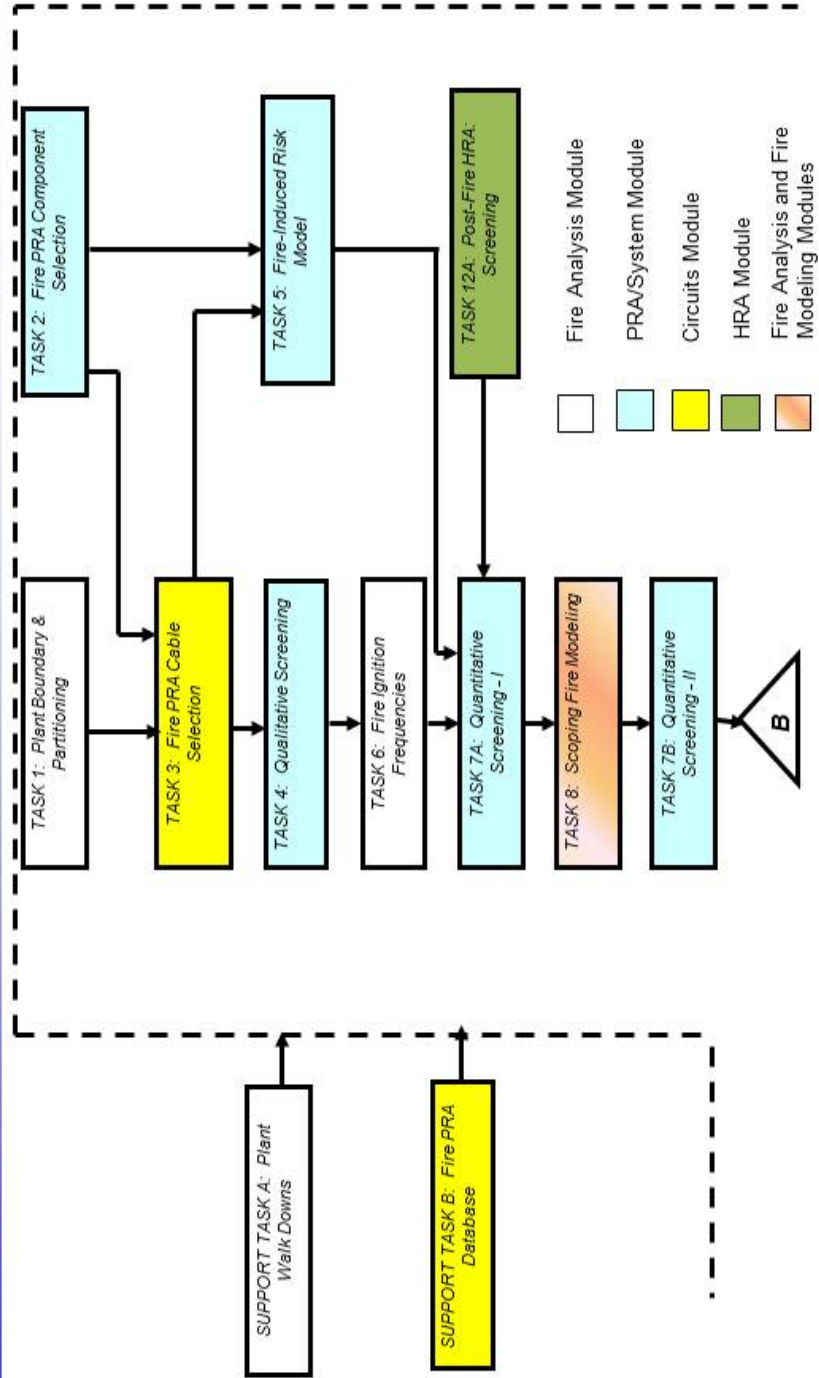 TASK 1: Plant Boundary &
Partitioning
TASK 2: Fire PRA Component
Selection
TASK 3: Fire PRA Cable
Selection
TASK 4: Qualitative Screening
TASK 5: Fire-Induced Risk
Model
TASK 6: Fire Ignition
Frequencies
TASK 7A: Quantitative
Screening - I
TASK 12A: Post-Fire HRA:
Screening
TASK 8: Scoping Fire Modeling
TASK 7B: Quantitative
Screening - II
B
SUPPORT TASK A: Plant
Walk Downs
SUPPORT TASK B: Fire PRA
Database
Fire Analysis Module
PRA/System Module
Circuits Module
HRA Module
Fire Analysis and Fire
Modeling Modules